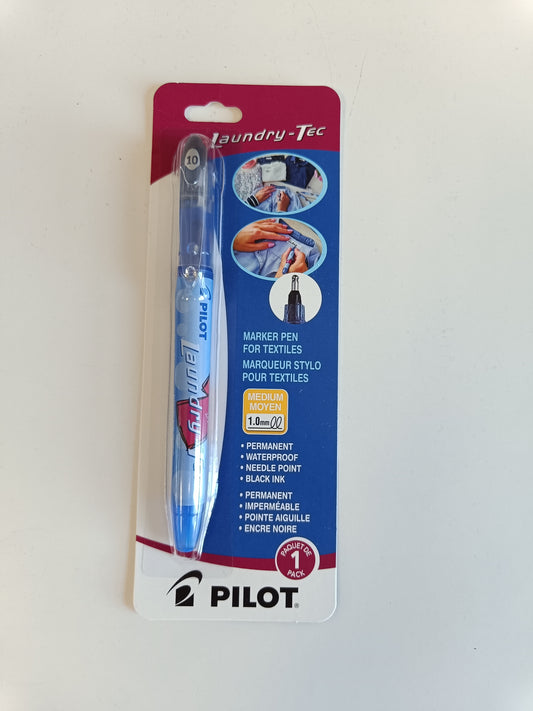 Laundry-Tec
10
PILOT
Laundry
MARKER PEN
FOR TEXTILES
MARQUEUR STYLO
POUR TEXTILES
MEDIUM
MOYEN
1.0mm
• PERMANENT
• WATERPROOF
• NEEDLE POINT
• BLACK INK
• PERMANENT
• IMPERMÉABLE
• POINTE AIGUILLE
• ENCRE NOIRE
PAQUET DE
1
PACK
PILOT®